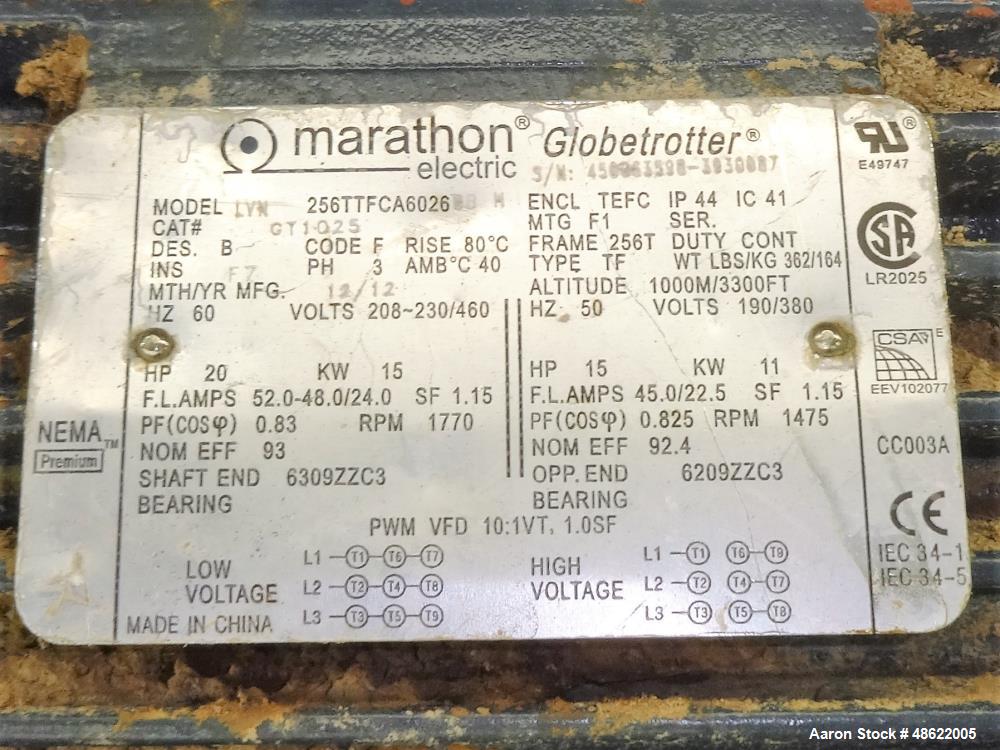 marathon® Globetrotter®
electric
S/N:
MODEL LVN 256TTFCA6026 M ENCL TEFC IP 44 IC 41
CAT# GT1025 MTG F1 SER.
DES. B CODE F RISE 80°C FRAME 256T DUTY CONT
INS F7 PH 3 AMB°C 40 TYPE TF WT LBS/KG 362/164
MTH/YR MFG. 12/12 ALTITUDE 1000M/3300FT
HZ 60 VOLTS 208~230/460 HZ 50 VOLTS 190/380
HP 20 KW 15 HP 15 KW 11
F.L.AMPS 52.0-48.0/24.0 SF 1.15 F.L.AMPS 45.0/22.5 SF 1.15
PF(COSφ) 0.83 RPM 1770 PF(COSφ) 0.825 RPM 1475
NOM EFF 93 NOM EFF 92.4
SHAFT END 6309ZZC3 OPP. END 6209ZZC3
BEARING BEARING
PWM VFD 10:1VT, 1.0SF
LOW VOLTAGE
L1 T1 T6 T7
L2 T2 T4 T8
L3 T3 T5 T9
HIGH VOLTAGE
L1 T1 T6 T9
L2 T2 T4 T7
L3 T3 T5 T8
MADE IN CHINA
NEMA™
Premium
RU®
E49747
CSA
LR2025
CSA E
EEV102077
CC003A
CE
IEC 34-1
IEC 34-5
Aaron Stock # 48622005